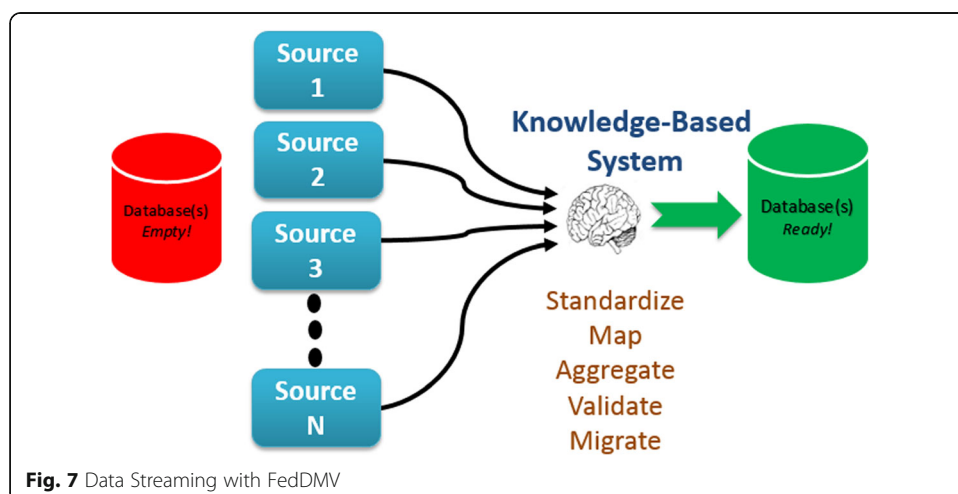 Source
1
Source
2
Source
3
Source
N
Database(s)
Empty!
Knowledge-Based
System
Database(s)
Ready!
Standardize
Map
Aggregate
Validate
Migrate
Fig. 7 Data Streaming with FedDMV